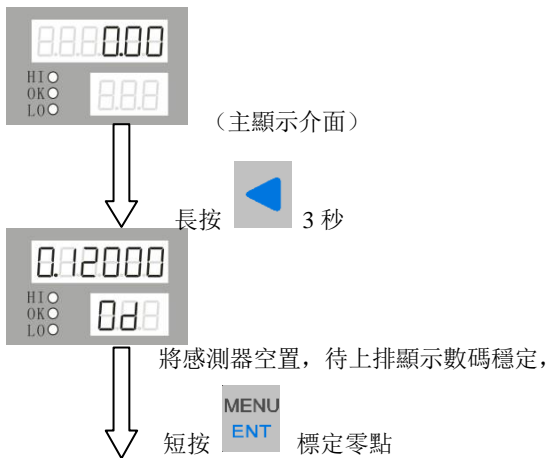 0.00
HI
OK
LO
（主顯示介面）
長按 3 秒
0.12000
HI
OK
LO
0d
將感測器空置，待上排顯示數碼穩定，
MENU
ENT
短按 標定零點